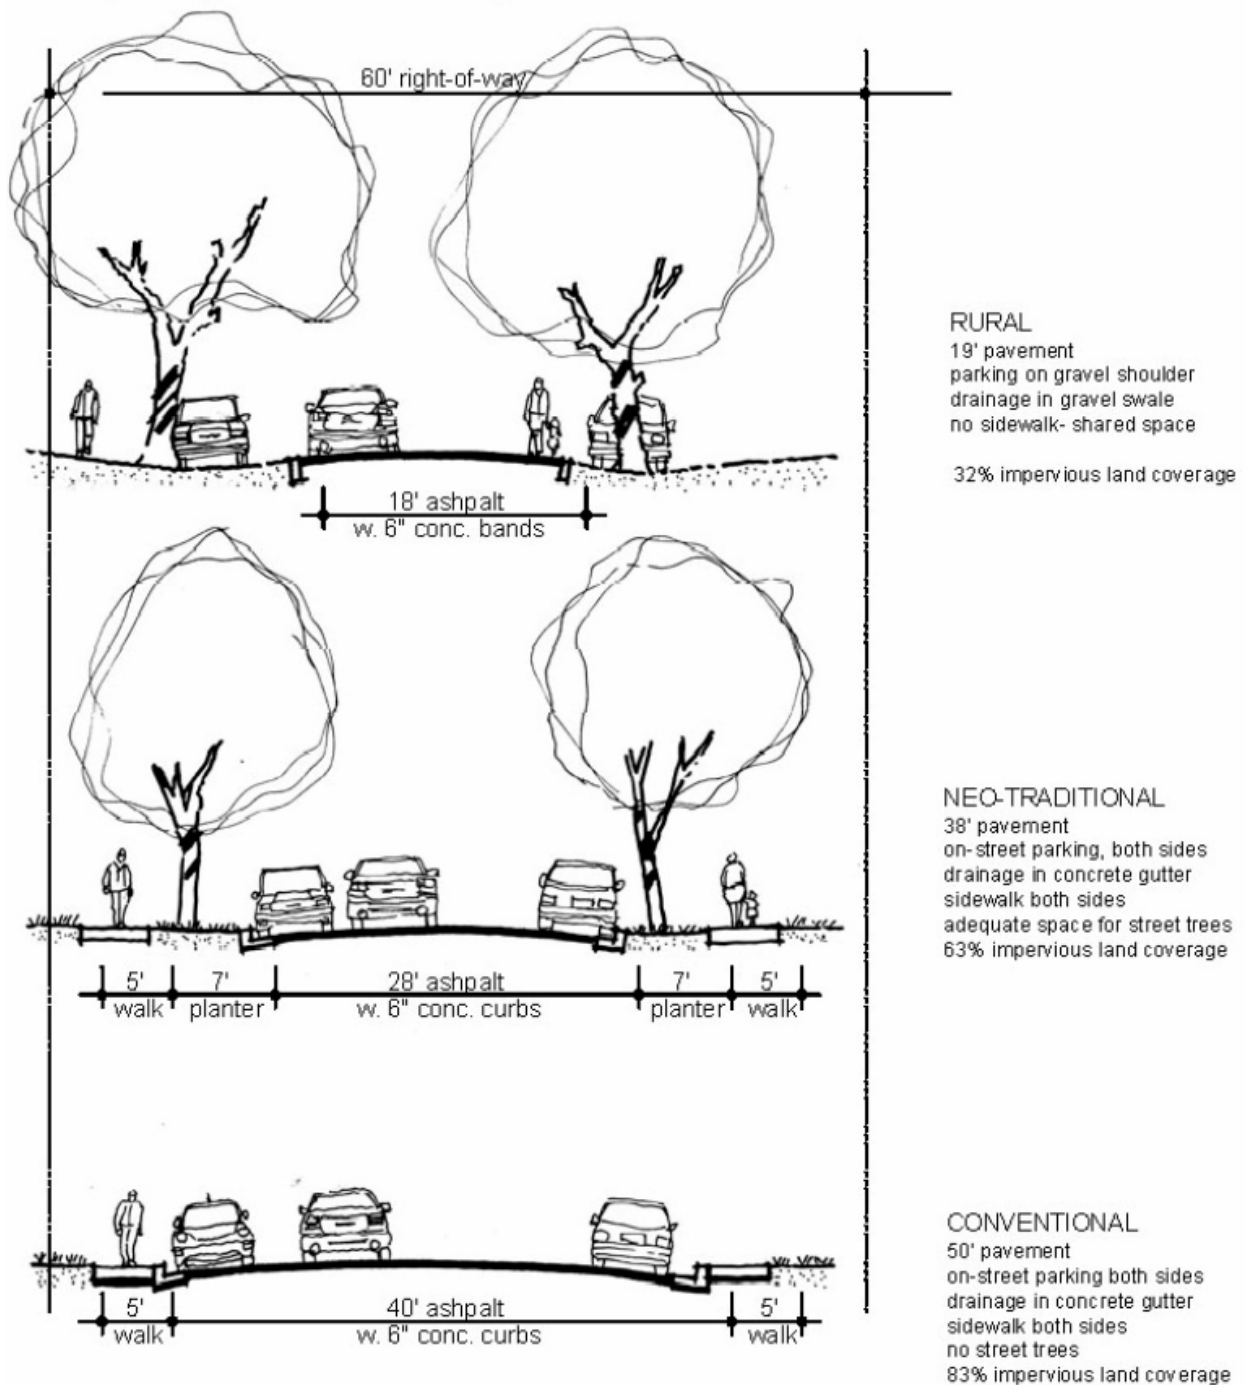 60' right-of-way
RURAL
19' pavement
parking on gravel shoulder
drainage in gravel swale
no sidewalk- shared space
32% impervious land coverage
18' ashpalt
w. 6" conc. bands
NEO-TRADITIONAL
38' pavement
on-street parking, both sides
drainage in concrete gutter
sidewalk both sides
adequate space for street trees
63% impervious land coverage
5' 7' 28' ashpalt 7' 5'
walk planter w. 6" conc. curbs planter walk
CONVENTIONAL
50' pavement
on-street parking both sides
drainage in concrete gutter
sidewalk both sides
no street trees
83% impervious land coverage
5' 40' ashpalt 5'
walk w. 6" conc. curbs walk